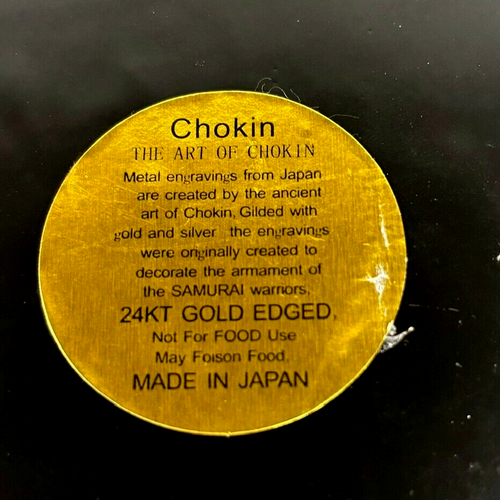 Chokin
THE ART OF CHOKIN
Metal engravings from Japan
are created by the ancient
art of Chokin, Gilded with
gold and silver the engravings
were originally created to
decorate the armament of
the SAMURAI warriors,
24KT GOLD EDGED,
Not For FOOD Use
May Foison Food,
MADE IN JAPAN